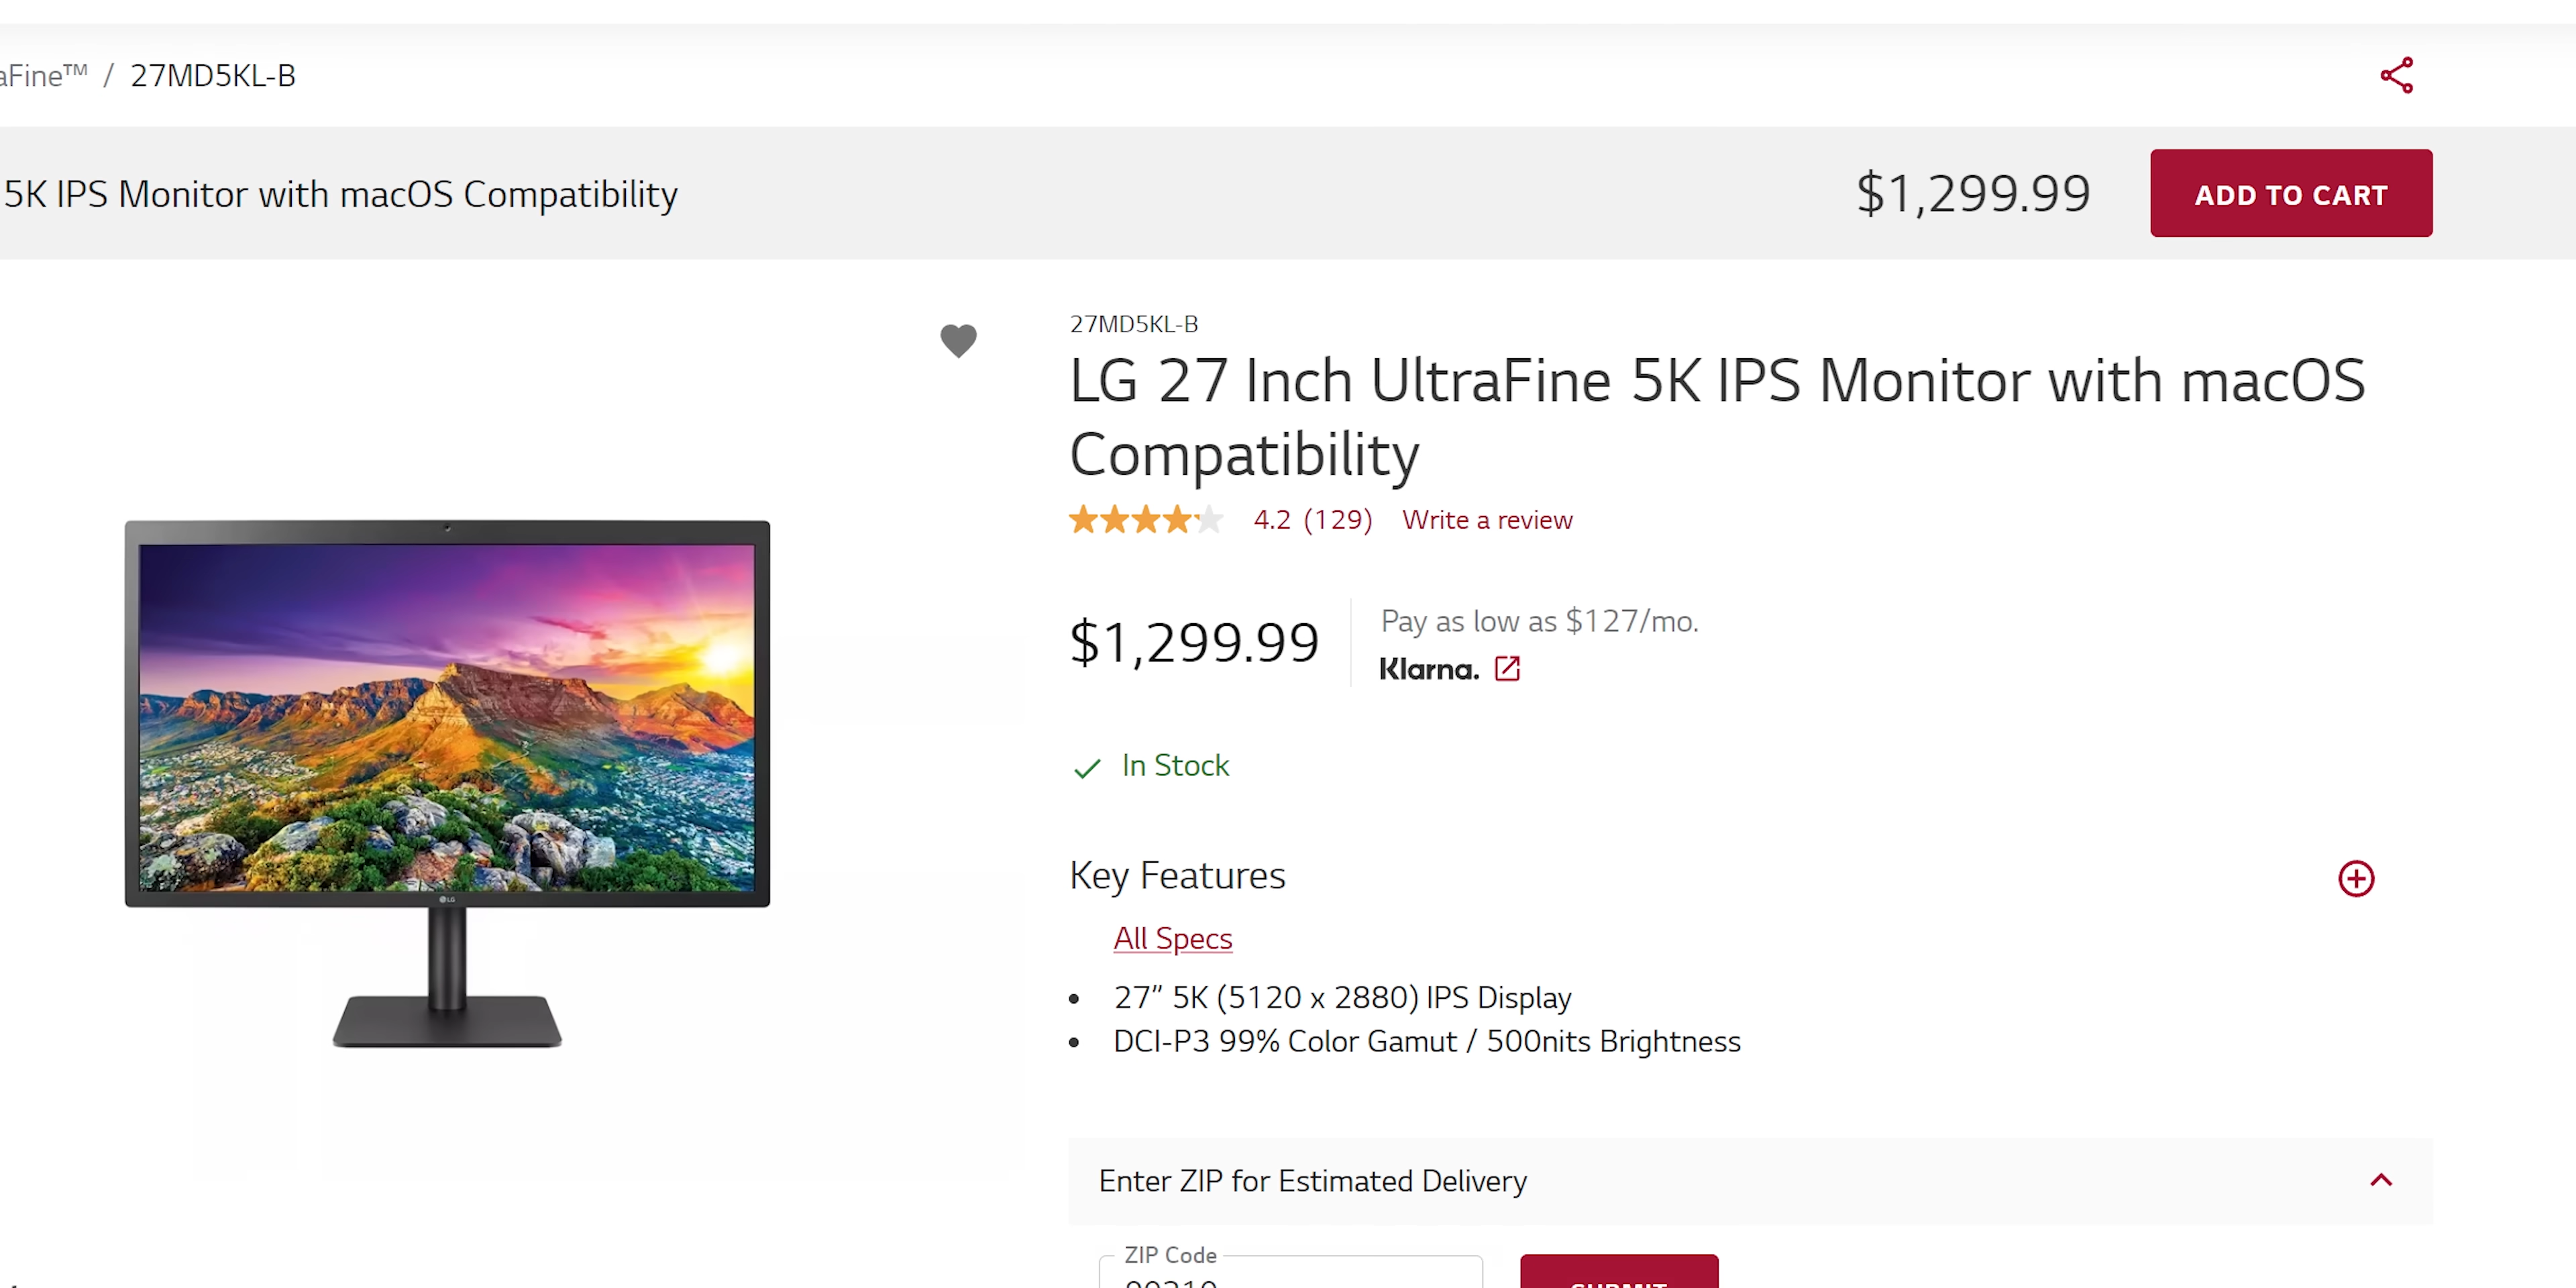 aFine™ / 27MD5KL-B
5K IPS Monitor with macOS Compatibility
$1,299.99
ADD TO CART
27MD5KL-B
LG 27 Inch UltraFine 5K IPS Monitor with macOS
Compatibility
4.2 (129) Write a review
$1,299.99
Pay as low as $127/mo.
Klarna.
In Stock
Key Features
All Specs
• 27” 5K (5120 x 2880) IPS Display
• DCI-P3 99% Color Gamut / 500nits Brightness
LG
Enter ZIP for Estimated Delivery
ZIP Code
SUBMIT